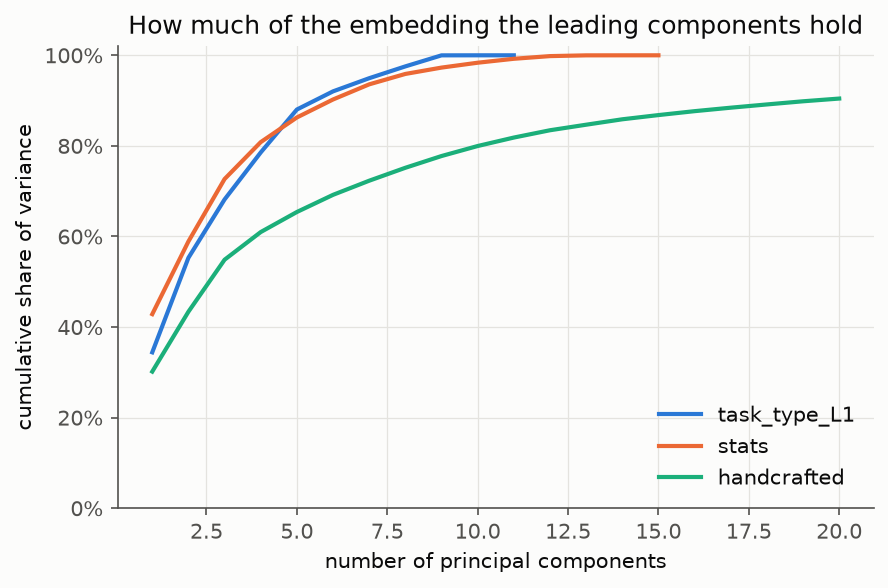 How much of the embedding the leading components hold
cumulative share of variance
100%
80%
60%
40%
20%
0%
task_type_L1
stats
handcrafted
2.5
5.0
7.5
10.0
12.5
15.0
17.5
20.0
number of principal components